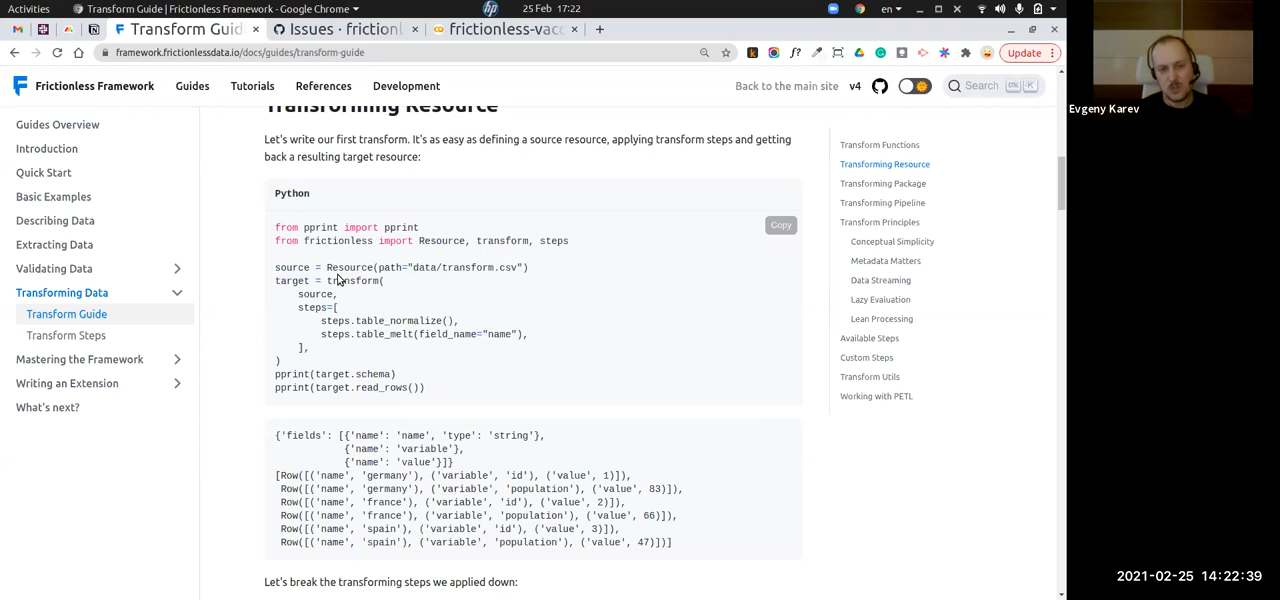 Activities
Transform Guide | Frictionless Framework - Google Chrome
25 Feb 17:22
en
Transform Guid
Issues · frictionl
frictionless-vacc
framework.frictionlessdata.io/docs/guides/transform-guide
Update
Frictionless Framework
Guides
Tutorials
References
Development
Back to the main site
v4
Search
K
Evgeny Karev
Guides Overview
Introduction
Quick Start
Basic Examples
Describing Data
Extracting Data
Validating Data
Transforming Data
Transform Guide
Transform Steps
Mastering the Framework
Writing an Extension
What's next?
Transforming Resource
Let's write our first transform. It's as easy as defining a source resource, applying transform steps and getting
back a resulting target resource:
Python
Copy
from pprint import pprint
from frictionless import Resource, transform, steps
source = Resource(path="data/transform.csv")
target = transform(
source,
steps=[
steps.table_normalize(),
steps.table_melt(field_name="name"),
],
)
pprint(target.schema)
pprint(target.read_rows())
{'fields': [{'name': 'name', 'type': 'string'},
{'name': 'variable'},
{'name': 'value'}]}
[Row([('name', 'germany'), ('variable', 'id'), ('value', 1)]),
Row([('name', 'germany'), ('variable', 'population'), ('value', 83)]),
Row([('name', 'france'), ('variable', 'id'), ('value', 2)]),
Row([('name', 'france'), ('variable', 'population'), ('value', 66)]),
Row([('name', 'spain'), ('variable', 'id'), ('value', 3)]),
Row([('name', 'spain'), ('variable', 'population'), ('value', 47)])]
Let's break the transforming steps we applied down:
Transform Functions
Transforming Resource
Transforming Package
Transforming Pipeline
Transform Principles
Conceptual Simplicity
Metadata Matters
Data Streaming
Lazy Evaluation
Lean Processing
Available Steps
Custom Steps
Transform Utils
Working with PETL
2021-02-25 14:22:39